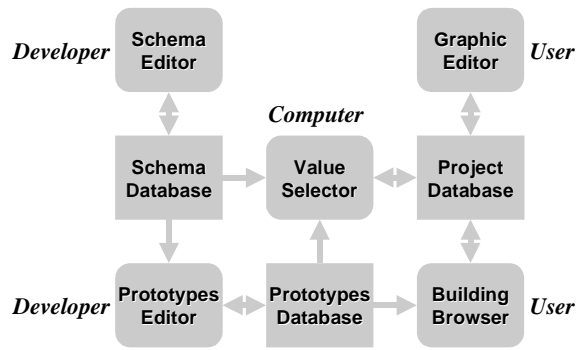 Developer
Schema
Editor
Graphic
Editor
User
Computer
Schema
Database
Value
Selector
Project
Database
Developer
Prototypes
Editor
Prototypes
Database
Building
Browser
User